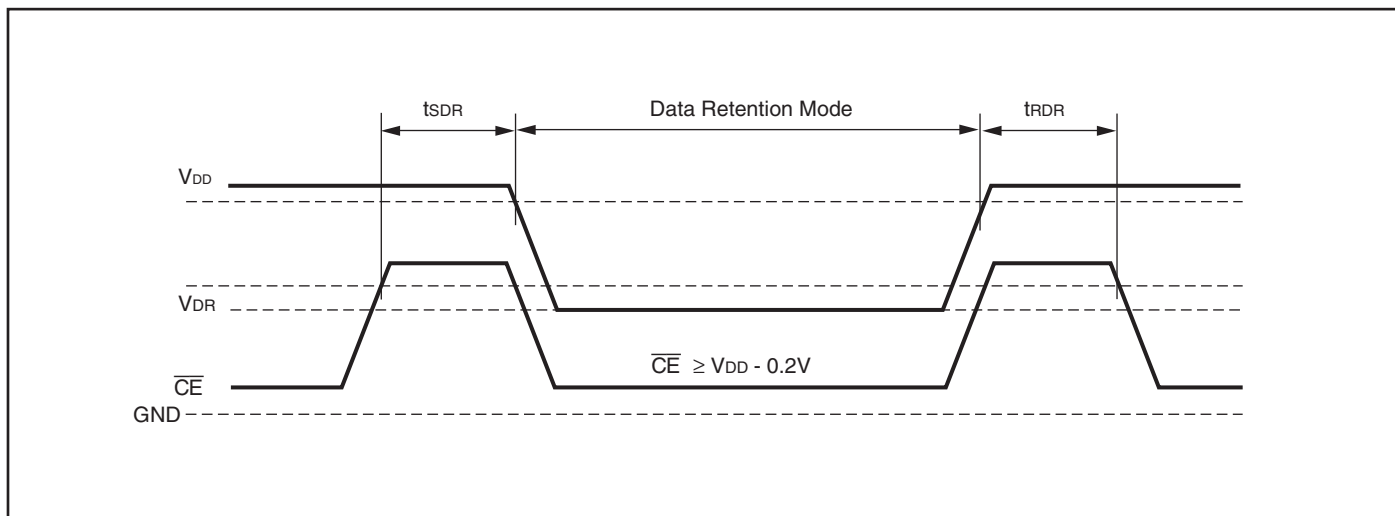 tSDR Data Retention Mode tRDR
VDD
VDR
CE ≥ VDD - 0.2V
CE
GND